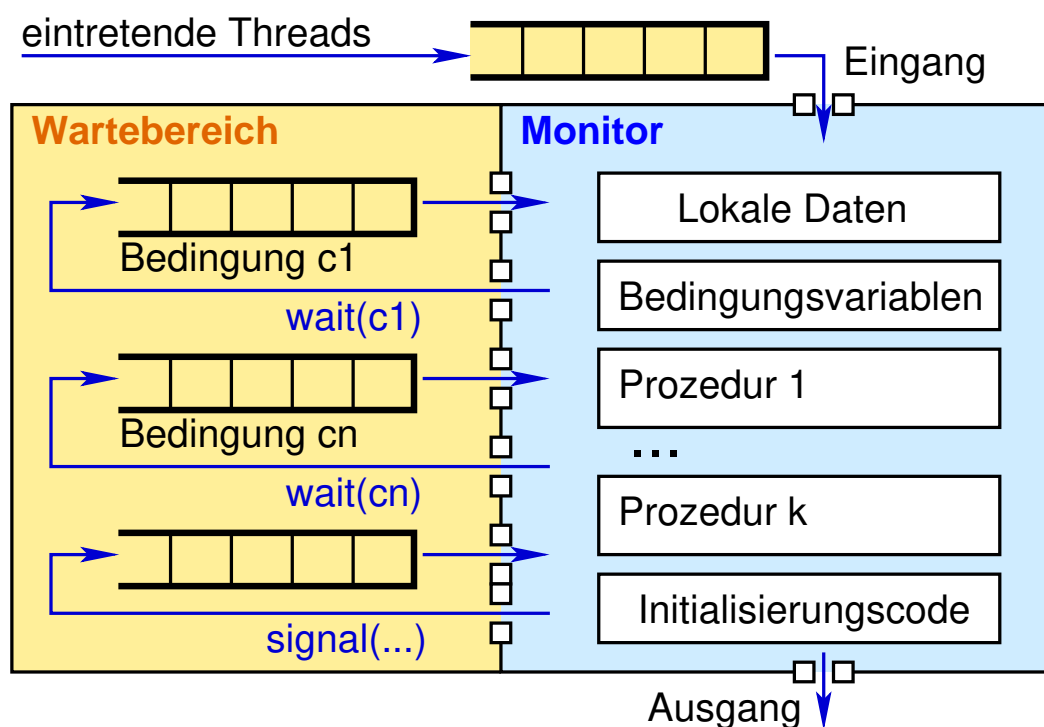 eintretende Threads
Eingang
Wartebereich
Monitor
Bedingung c1
wait(c1)
Bedingung cn
wait(cn)
signal(...)
Lokale Daten
Bedingungsvariablen
Prozedur 1
...
Prozedur k
Initialisierungscode
Ausgang